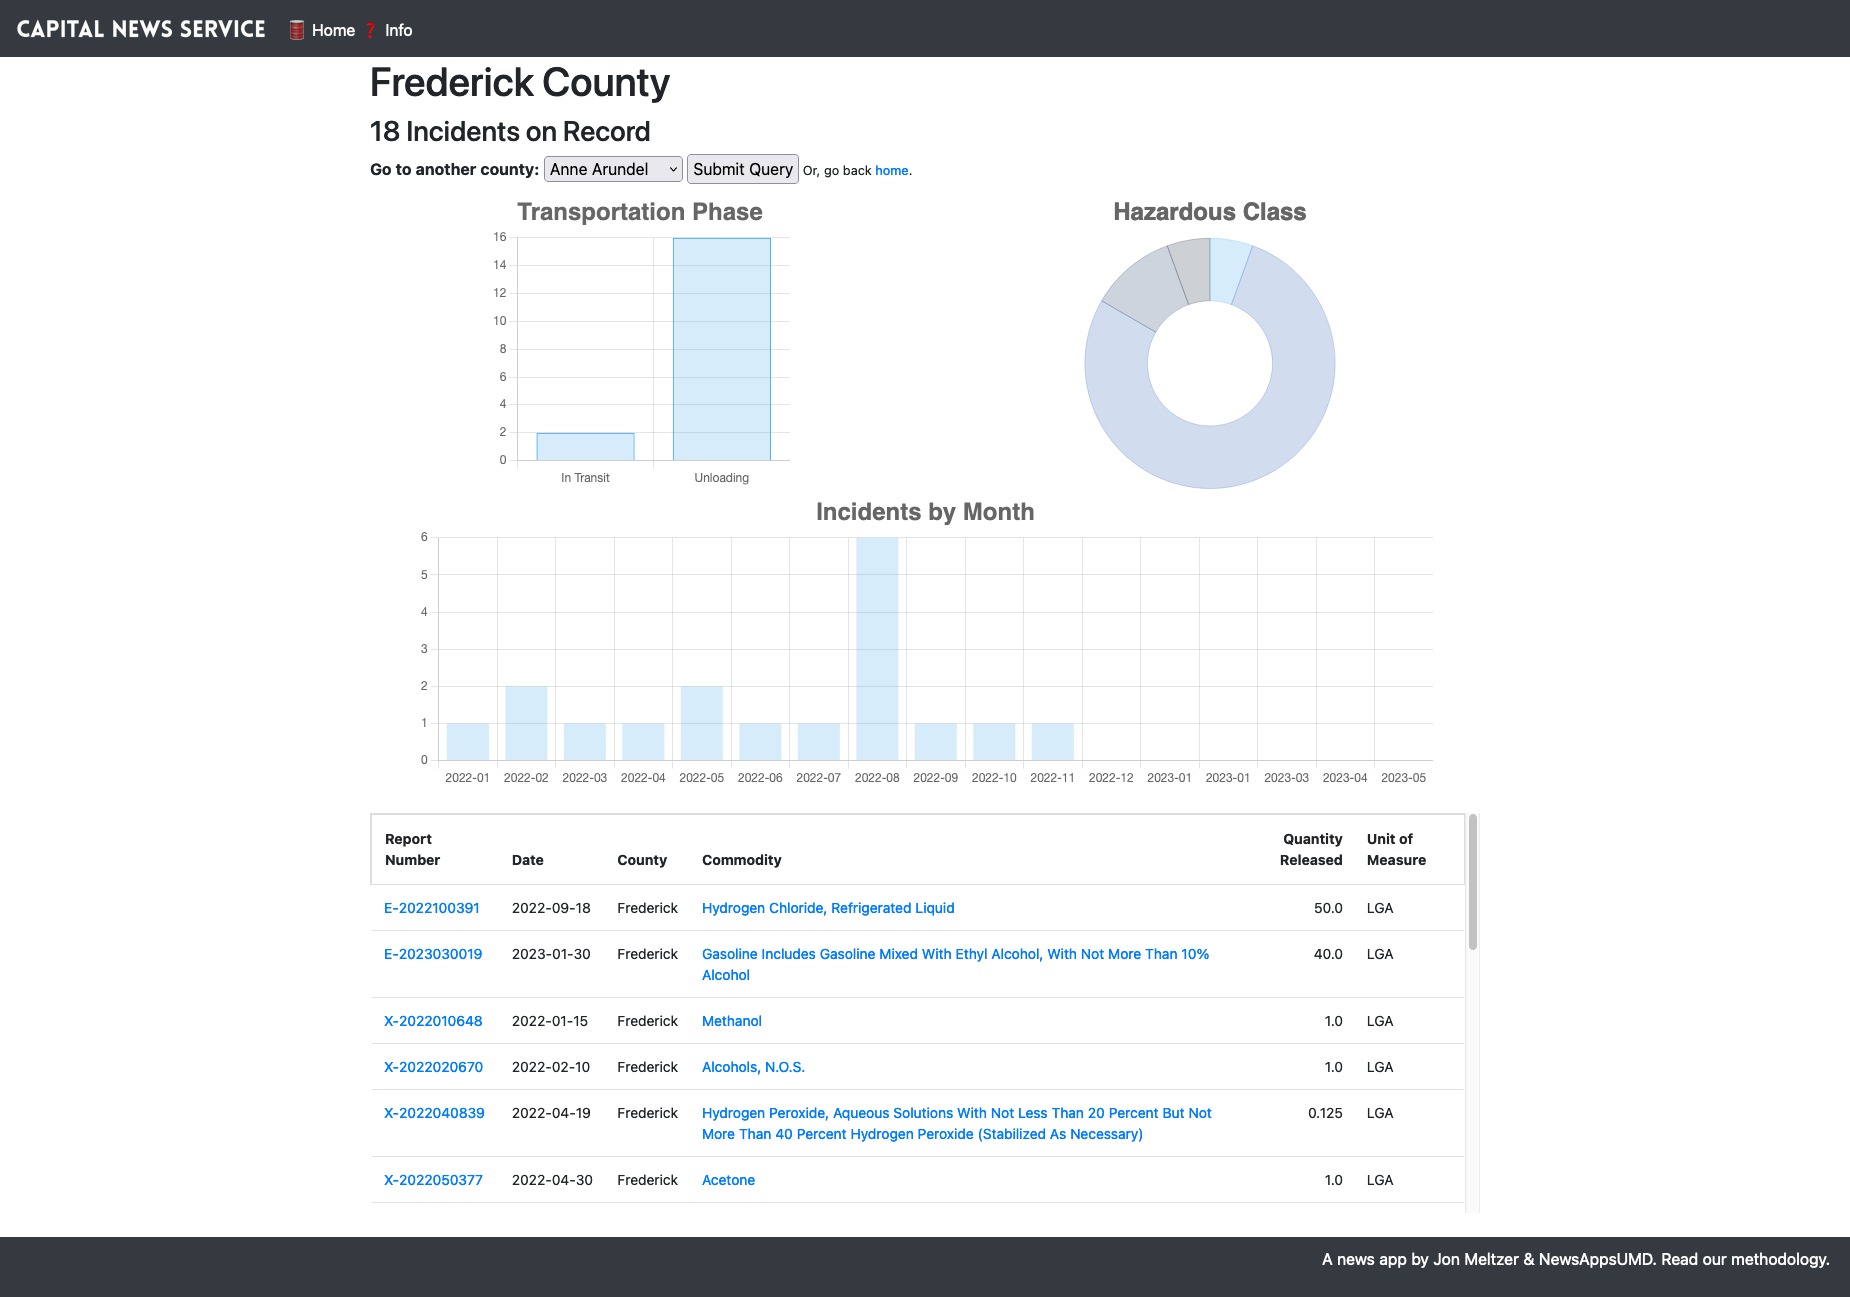 CAPITAL NEWS SERVICE Home Info
Frederick County
18 Incidents on Record
Go to another county: Anne Arundel Submit Query Or, go back home.
Transportation Phase
16
14
12
10
8
6
4
2
0
In Transit Unloading
Hazardous Class
Incidents by Month
6
5
4
3
2
1
0
2022-01 2022-02 2022-03 2022-04 2022-05 2022-06 2022-07 2022-08 2022-09 2022-10 2022-11 2022-12 2023-01 2023-01 2023-03 2023-04 2023-05
Report Number Date County Commodity Quantity Released Unit of Measure
E-2022100391 2022-09-18 Frederick Hydrogen Chloride, Refrigerated Liquid 50.0 LGA
E-2023030019 2023-01-30 Frederick Gasoline Includes Gasoline Mixed With Ethyl Alcohol, With Not More Than 10% 40.0 LGA
Alcohol
X-2022010648 2022-01-15 Frederick Methanol 1.0 LGA
X-2022020670 2022-02-10 Frederick Alcohols, N.O.S. 1.0 LGA
X-2022040839 2022-04-19 Frederick Hydrogen Peroxide, Aqueous Solutions With Not Less Than 20 Percent But Not 0.125 LGA
More Than 40 Percent Hydrogen Peroxide (Stabilized As Necessary)
X-2022050377 2022-04-30 Frederick Acetone 1.0 LGA
A news app by Jon Meltzer & NewsAppsUMD. Read our methodology.